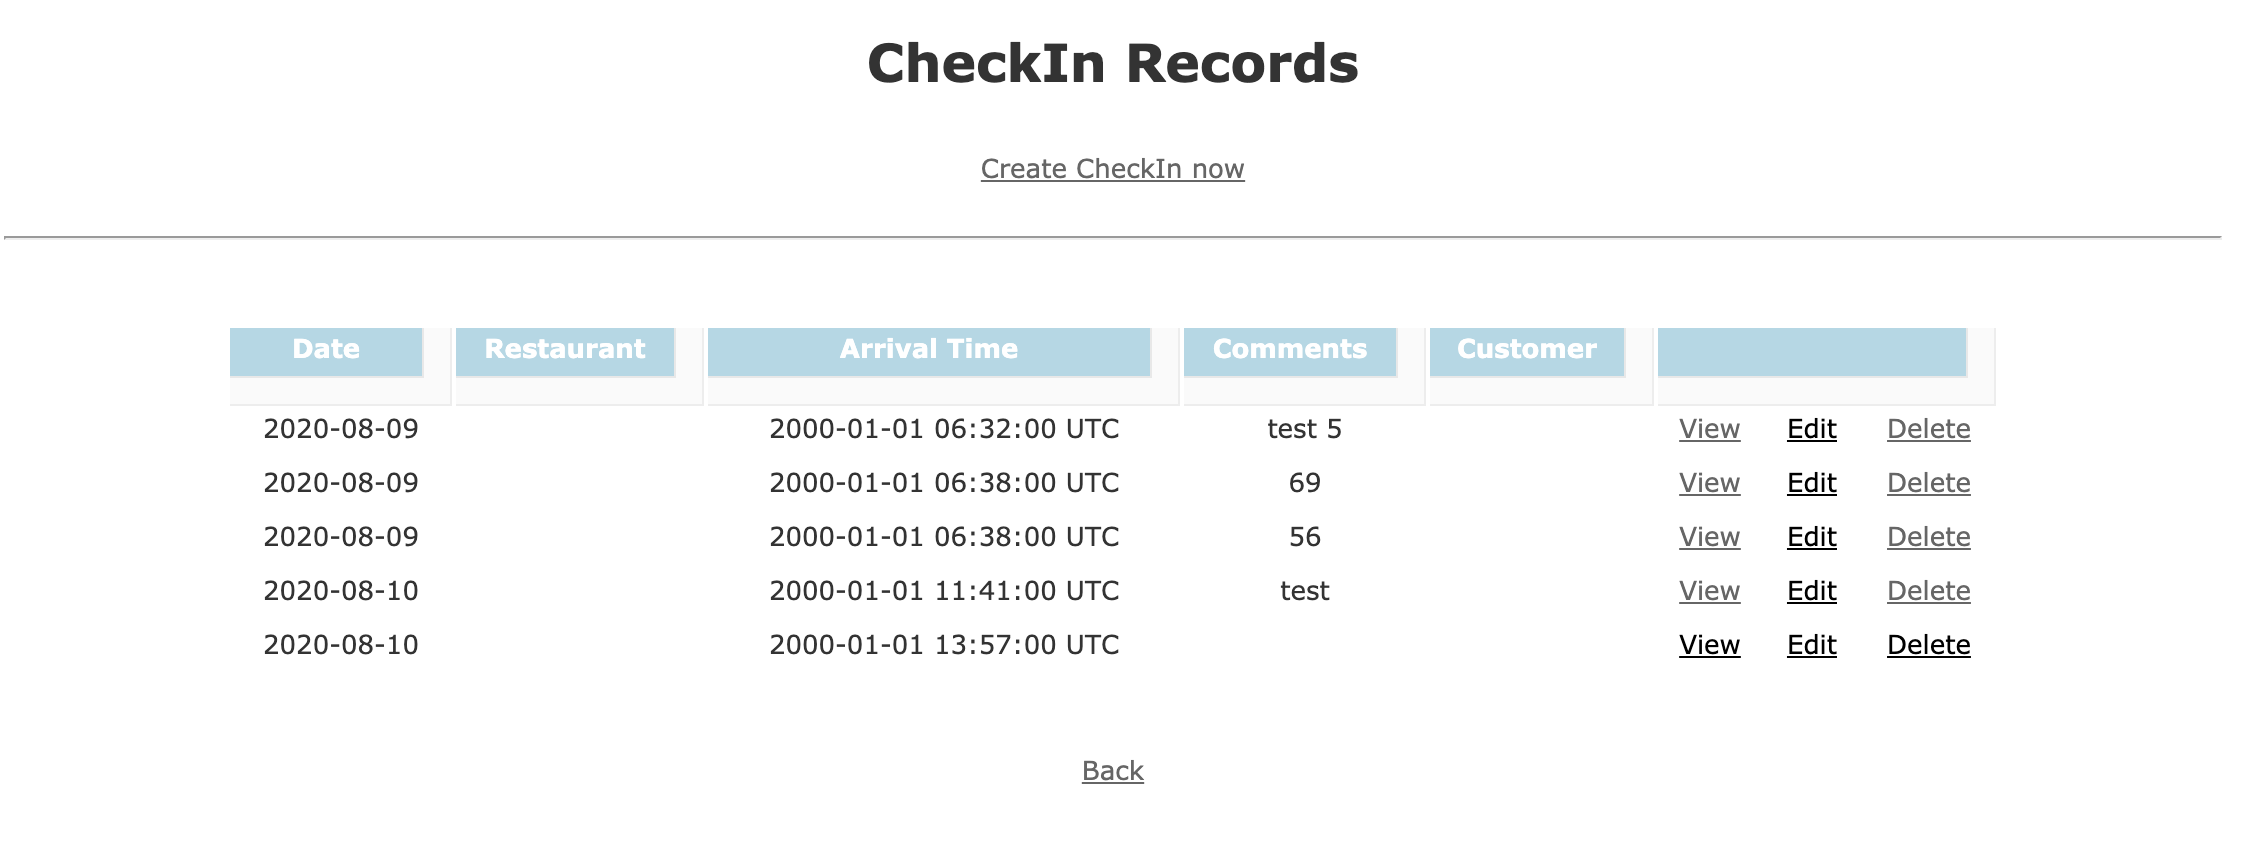 CheckIn Records
Create CheckIn now
Date Restaurant Arrival Time Comments Customer
2020-08-09 2000-01-01 06:32:00 UTC test 5 View Edit Delete
2020-08-09 2000-01-01 06:38:00 UTC 69 View Edit Delete
2020-08-09 2000-01-01 06:38:00 UTC 56 View Edit Delete
2020-08-10 2000-01-01 11:41:00 UTC test View Edit Delete
2020-08-10 2000-01-01 13:57:00 UTC View Edit Delete
Back